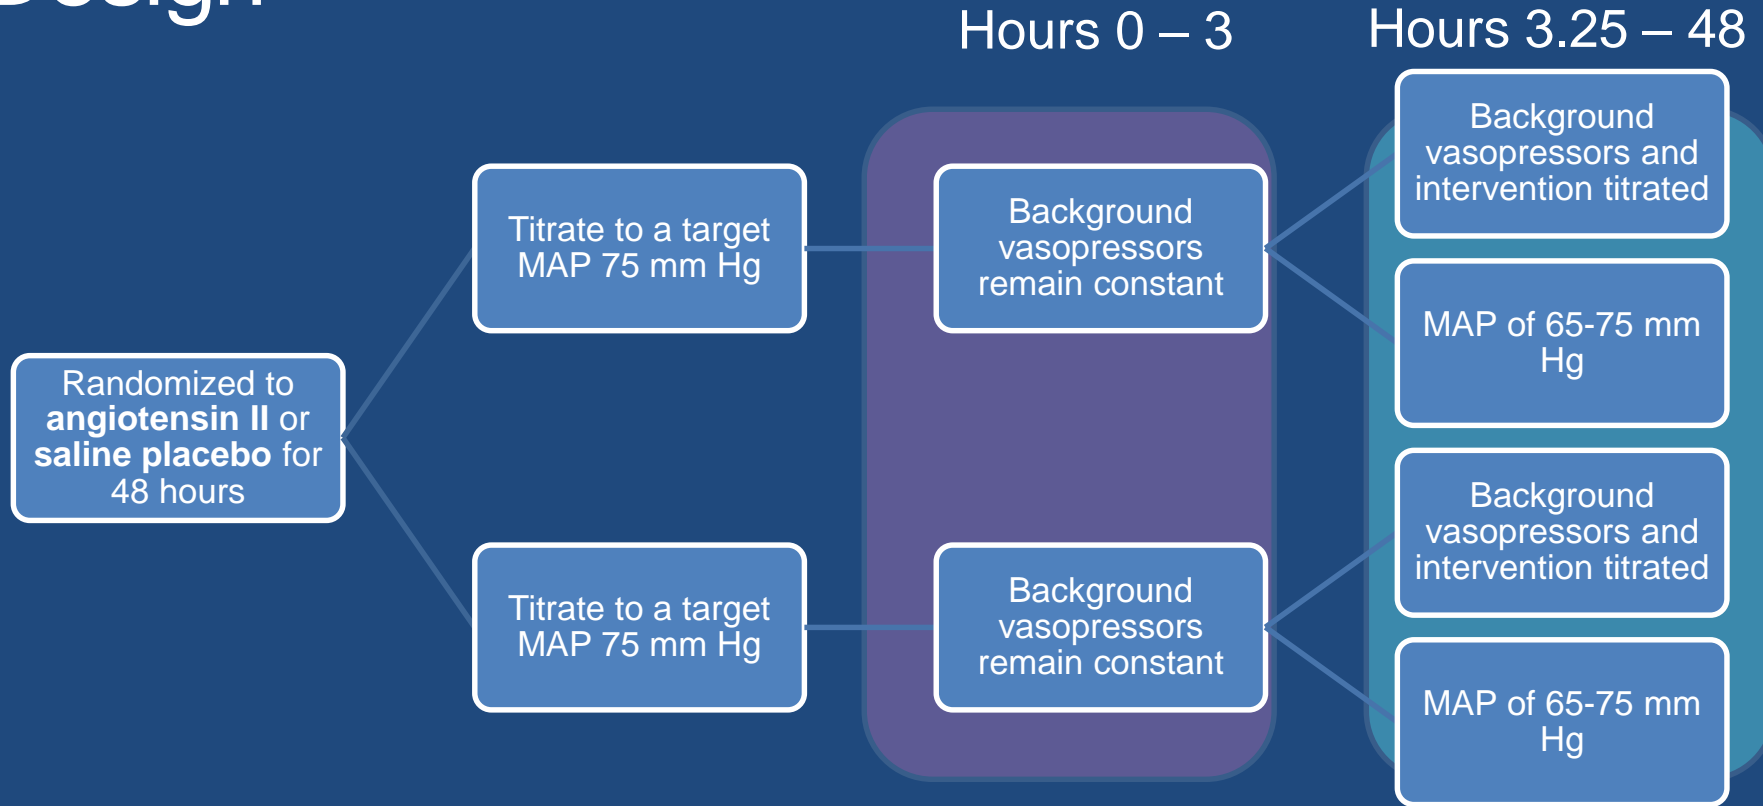 Design
Hours 0 – 3
Hours 3.25 – 48
Randomized to
angiotensin II or
saline placebo for
48 hours
Titrate to a target
MAP 75 mm Hg
Background
vasopressors
remain constant
Background
vasopressors and
intervention titrated
MAP of 65-75 mm
Hg
Titrate to a target
MAP 75 mm Hg
Background
vasopressors
remain constant
Background
vasopressors and
intervention titrated
MAP of 65-75 mm
Hg